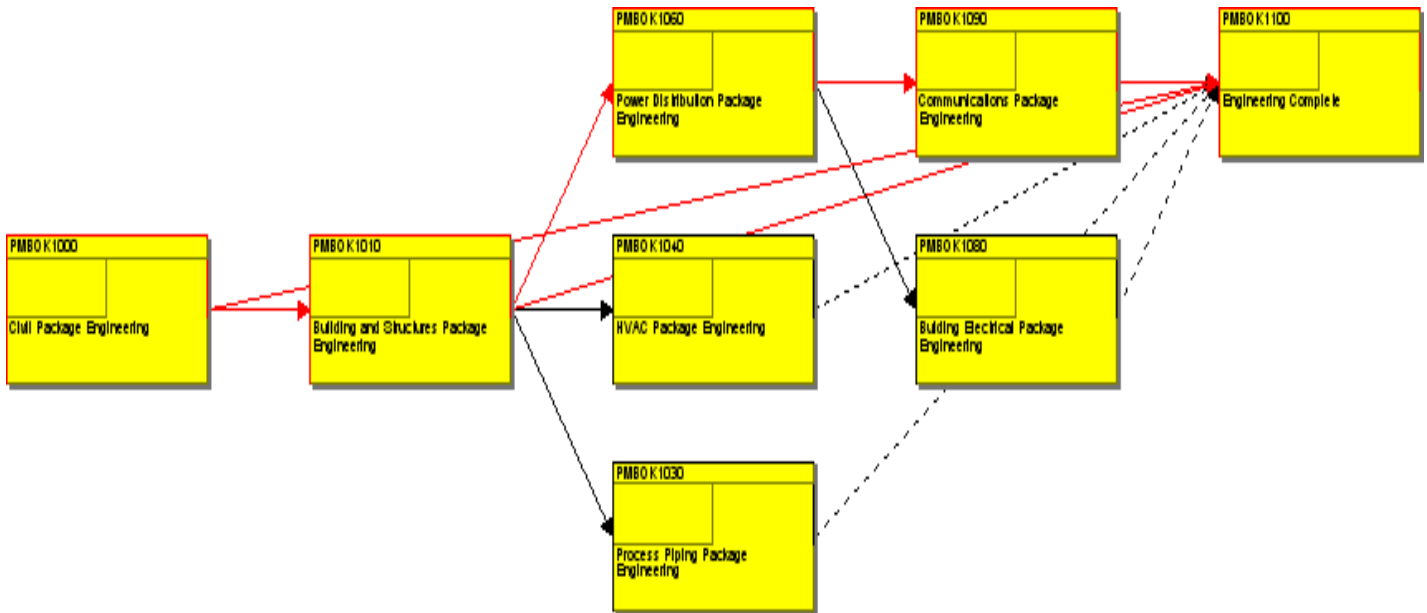 PMBOK1060
Power Distribution Package
Engineering
PMBOK1090
Communications Package
Engineering
PMBOK1100
Engineering Complete
PMBOK1000
Civil Package Engineering
PMBOK1010
Building and Structures Package
Engineering
PMBOK1040
HVAC Package Engineering
PMBOK1080
Building Electrical Package
Engineering
PMBOK1030
Process Piping Package
Engineering